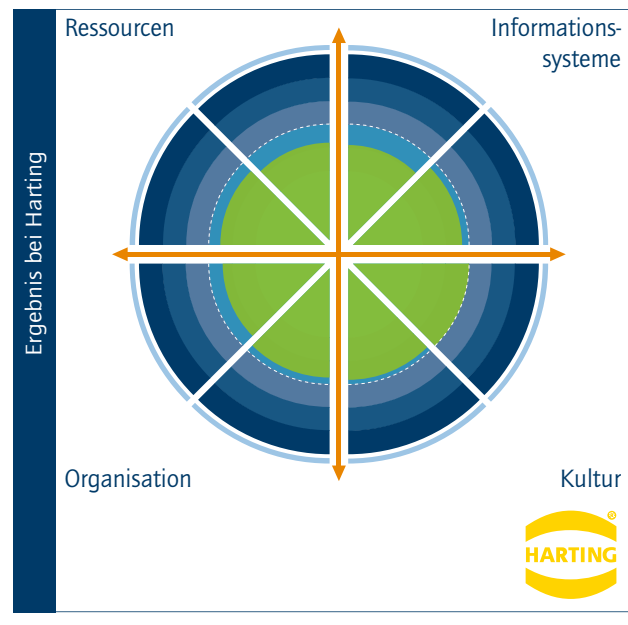 Ressourcen
Informations-
systeme
Ergebnis bei Harting
Organisation
Kultur
®
HARTING